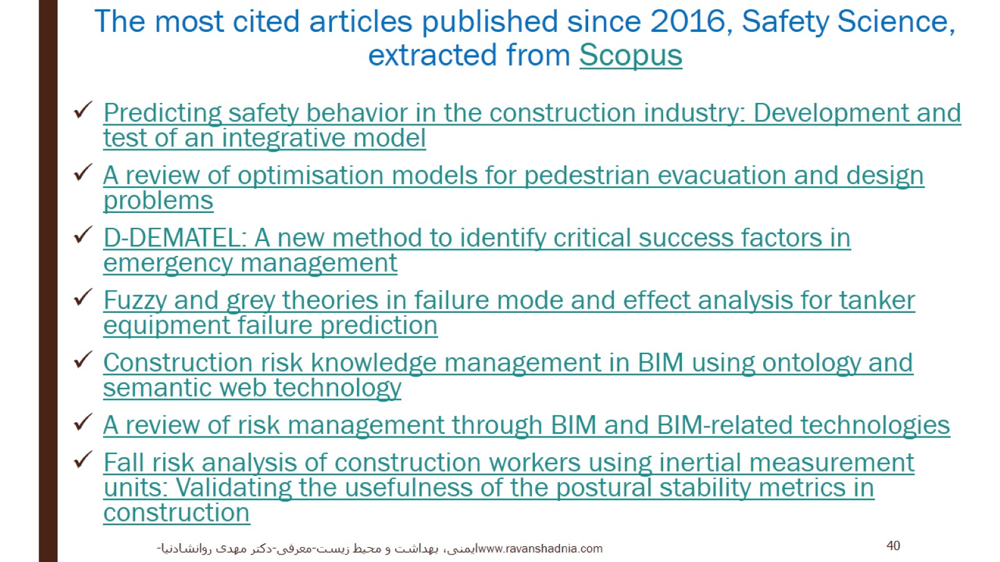 The most cited articles published since 2016, Safety Science,
extracted from Scopus
✓ Predicting safety behavior in the construction industry: Development and
test of an integrative model
✓ A review of optimisation models for pedestrian evacuation and design
problems
✓ D-DEMATEL: A new method to identify critical success factors in
emergency management
✓ Fuzzy and grey theories in failure mode and effect analysis for tanker
equipment failure prediction
✓ Construction risk knowledge management in BIM using ontology and
semantic web technology
✓ A review of risk management through BIM and BIM-related technologies
✓ Fall risk analysis of construction workers using inertial measurement
units: Validating the usefulness of the postural stability metrics in
construction
ایمنی، بهداشت و محیط زیست-معرفی-دکتر مهدی روانشادنیا-www.ravanshadnia.com
40